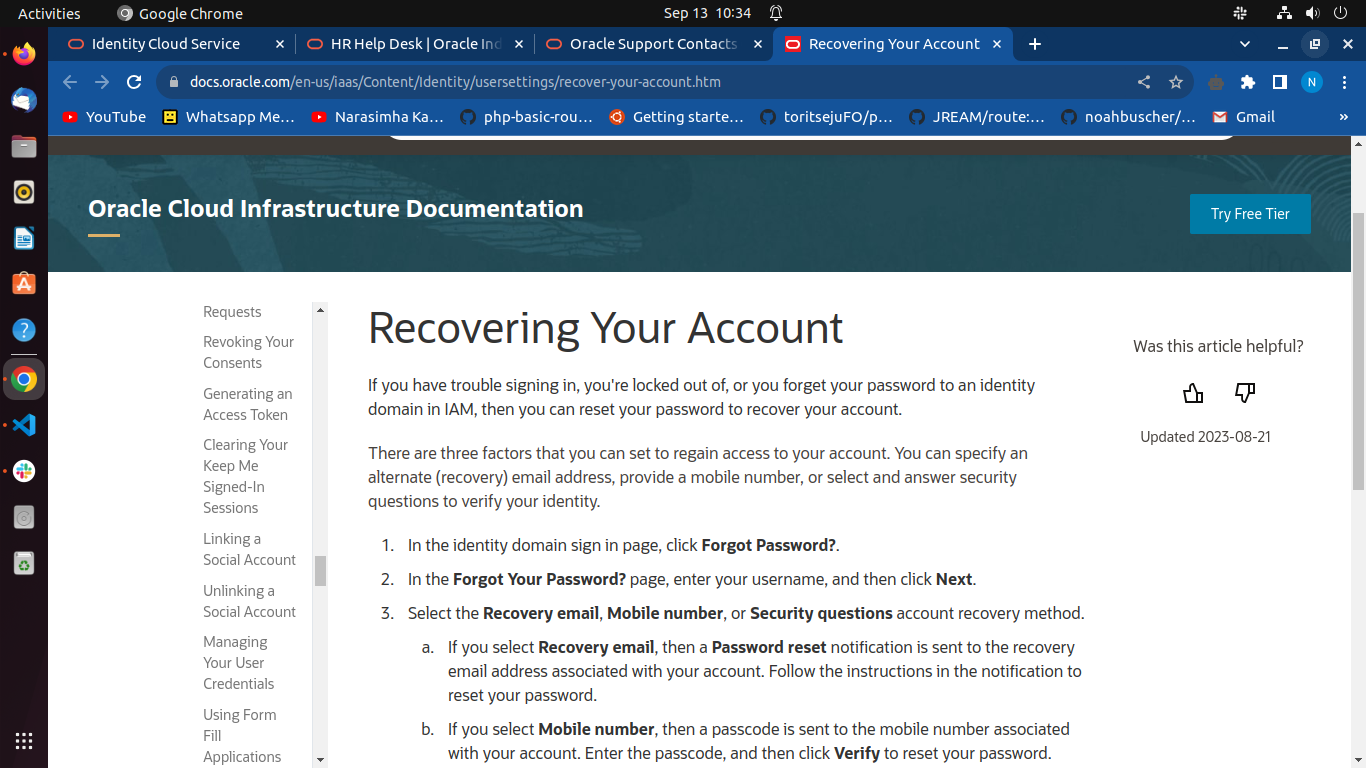 Activities
Google Chrome
Sep 13 10:34
Identity Cloud Service
HR Help Desk | Oracle Ind
Oracle Support Contacts
Recovering Your Account
docs.oracle.com/en-us/iaas/Content/Identity/usersettings/recover-your-account.htm
N
YouTube
Whatsapp Me...
Narasimha Ka...
php-basic-rou...
Getting starte...
toritsejuFO/p...
JREAM/route:...
noahbuscher/...
Gmail
»
Oracle Cloud Infrastructure Documentation
Try Free Tier
Requests
Revoking Your
Consents
Generating an
Access Token
Clearing Your
Keep Me
Signed-In
Sessions
Linking a
Social Account
Unlinking a
Social Account
Managing
Your User
Credentials
Using Form
Fill
Applications
Recovering Your Account
If you have trouble signing in, you're locked out of, or you forget your password to an identity
domain in IAM, then you can reset your password to recover your account.
There are three factors that you can set to regain access to your account. You can specify an
alternate (recovery) email address, provide a mobile number, or select and answer security
questions to verify your identity.
1. In the identity domain sign in page, click Forgot Password?.
2. In the Forgot Your Password? page, enter your username, and then click Next.
3. Select the Recovery email, Mobile number, or Security questions account recovery method.
a. If you select Recovery email, then a Password reset notification is sent to the recovery
email address associated with your account. Follow the instructions in the notification to
reset your password.
b. If you select Mobile number, then a passcode is sent to the mobile number associated
with your account. Enter the passcode, and then click Verify to reset your password.
Was this article helpful?
Updated 2023-08-21